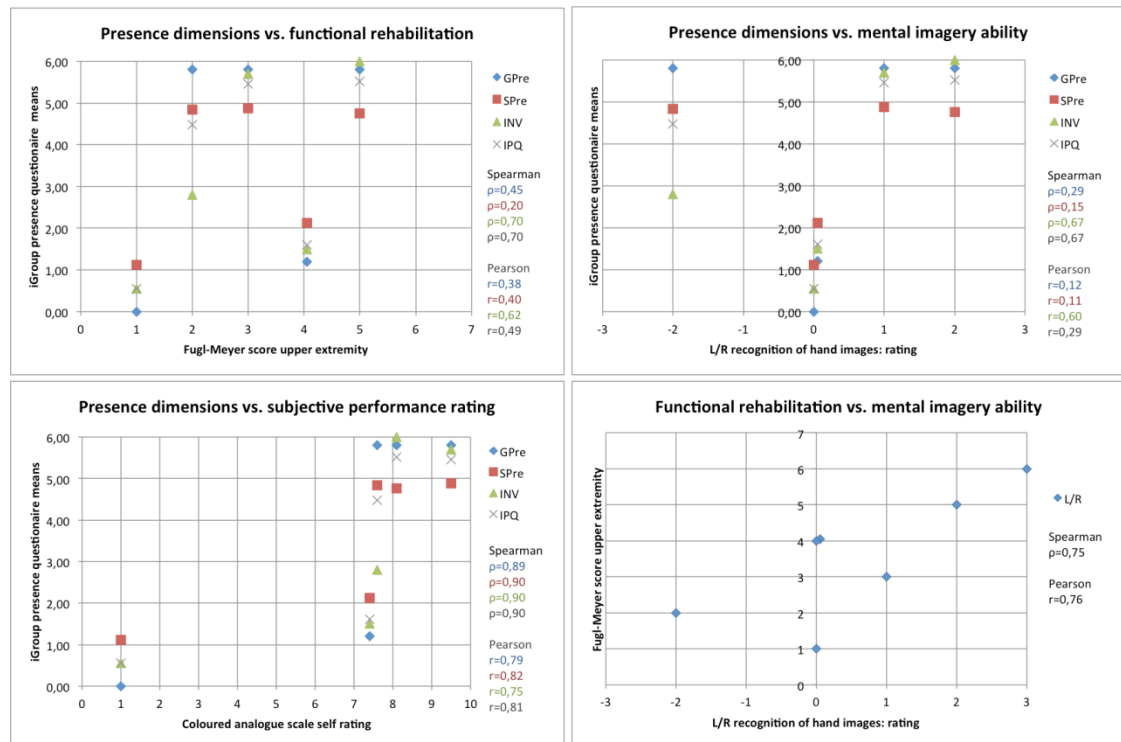 Presence dimensions vs. functional rehabilitation
iGroup presence questionaire means
6,00
5,00
4,00
3,00
2,00
1,00
0,00
0 1 2 3 4 5 6 7
Fugl-Meyer score upper extremity
GPre
SPre
INV
IPQ
Spearman
ρ=0,45
ρ=0,20
ρ=0,70
ρ=0,70
Pearson
r=0,38
r=0,40
r=0,62
r=0,49
Presence dimensions vs. mental imagery ability
iGroup presence questionaire means
6,00
5,00
4,00
3,00
2,00
1,00
0,00
-3 -2 -1 0 1 2 3
L/R recognition of hand images: rating
GPre
SPre
INV
IPQ
Spearman
ρ=0,29
ρ=0,15
ρ=0,67
ρ=0,67
Pearson
r=0,12
r=0,11
r=0,60
r=0,29
Presence dimensions vs. subjective performance rating
iGroup presence questionaire means
6,00
5,00
4,00
3,00
2,00
1,00
0,00
0 1 2 3 4 5 6 7 8 9 10
Coloured analogue scale self rating
GPre
SPre
INV
IPQ
Spearman
ρ=0,89
ρ=0,90
ρ=0,90
ρ=0,90
Pearson
r=0,79
r=0,82
r=0,75
r=0,81
Functional rehabilitation vs. mental imagery ability
Fugl-Meyer score upper extremity
7
6
5
4
3
2
1
0
-3 -2 -1 0 1 2 3
L/R recognition of hand images: rating
L/R
Spearman
ρ=0,75
Pearson
r=0,76